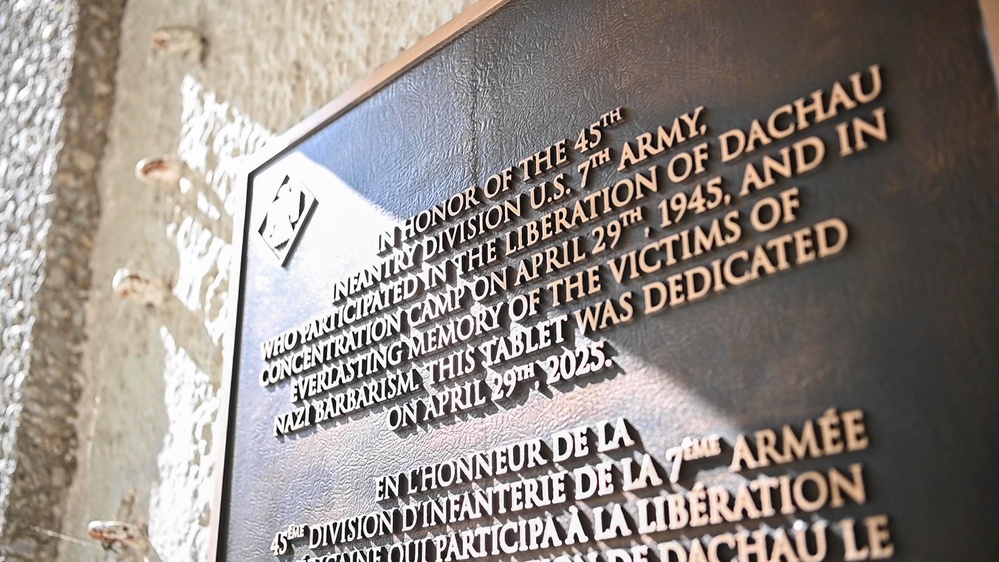 IN HONOR OF THE 45TH
INFANTRY DIVISION U.S. 7TH ARMY,
WHO PARTICIPATED IN THE LIBERATION OF DACHAU
CONCENTRATION CAMP ON APRIL 29TH, 1945, AND IN
EVERLASTING MEMORY OF THE VICTIMS OF
NAZI BARBARISM. THIS TABLET WAS DEDICATED
ON APRIL 29TH, 2025.
EN L'HONNEUR DE LA
45ÈME DIVISION D'INFANTERIE DE LA 7ÈME ARMÉE
QUI PARTICIPA À LA LIBÉRATION
DE DACHAU LE